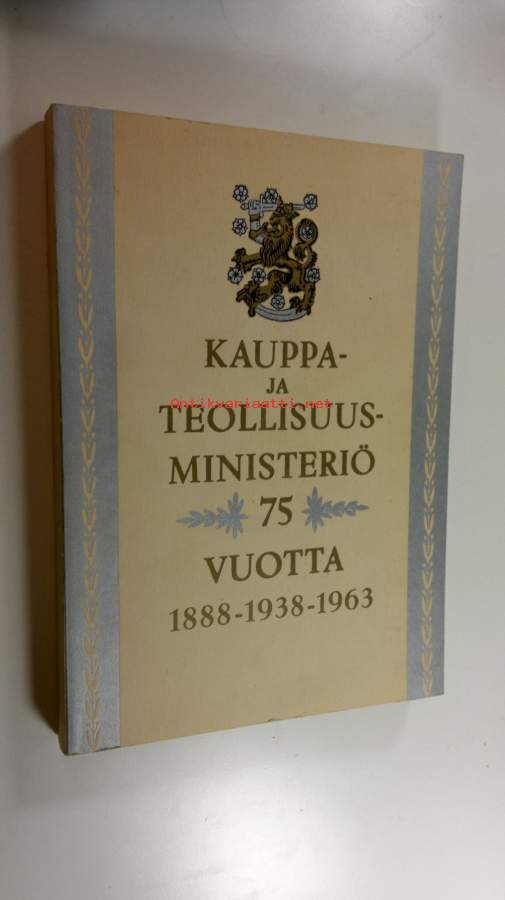 KAUPPA-
JA
Antikvariaatti.net
TEOLLISUUS-
MINISTERIÖ
75
VUOTTA
1888-1938-1963